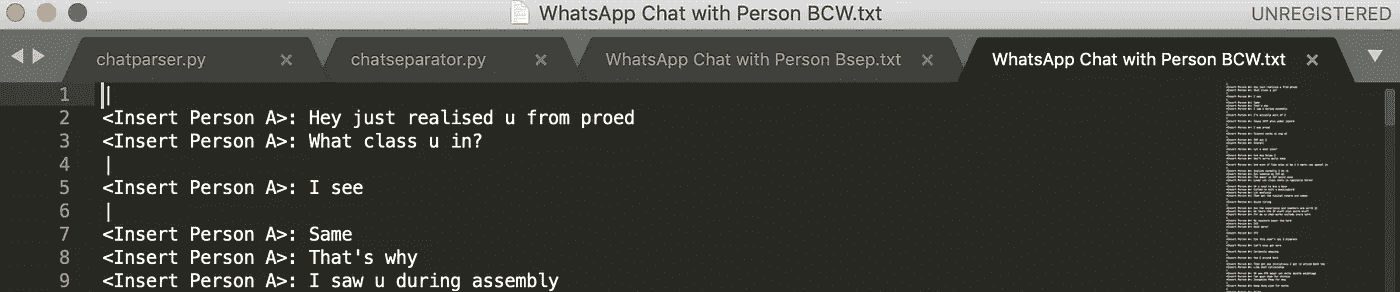 WhatsApp Chat with Person BCW.txt
UNREGISTERED
chatparser.py ×
chatseparator.py ×
WhatsApp Chat with Person Bsep.txt ×
WhatsApp Chat with Person BCW.txt ×
1 |
2 <Insert Person A>: Hey just realised u from proed
3 <Insert Person A>: What class u in?
4 |
5 <Insert Person A>: I see
6 |
7 <Insert Person A>: Same
8 <Insert Person A>: That's why
9 <Insert Person A>: I saw u during assembly